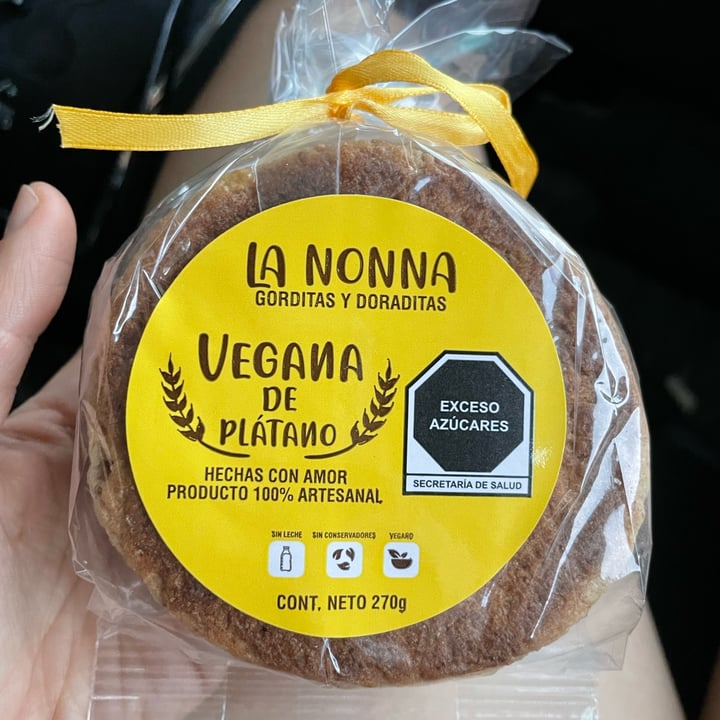 LA NONNA
GORDITAS Y DORADITAS
VEGANA
DE
PLÁTANO
EXCESO
AZÚCARES
SECRETARÍA DE SALUD
HECHAS CON AMOR
PRODUCTO 100% ARTESANAL
SIN LECHE SIN CONSERVADORES VEGANO
CONT. NETO 270g